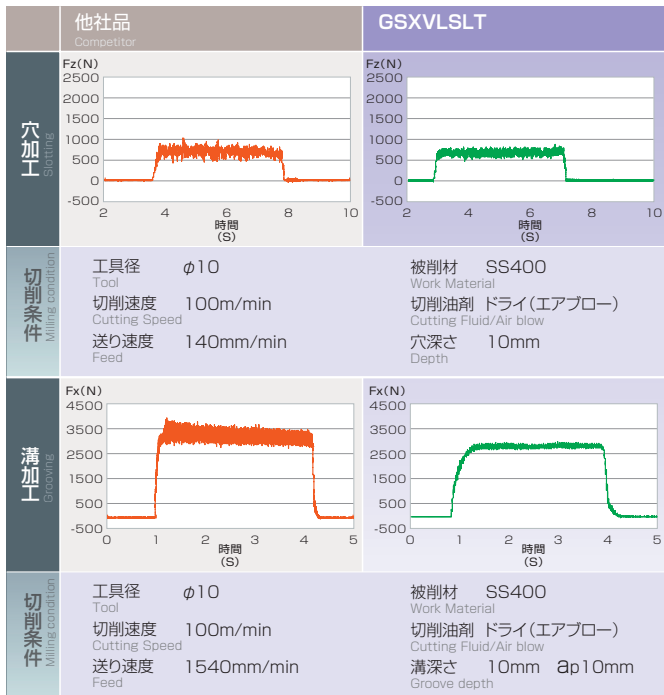 他社品
Competitor
GSXVLSLT
穴加工
Slotting
Fz(N)
2500
2000
1500
1000
500
0
-500
2 4 6 8 10
時間
(S)
Fz(N)
2500
2000
1500
1000
500
0
-500
2 4 6 8 10
時間
(S)
切削条件
Milling condition
工具径 φ10
Tool
切削速度 100m/min
Cutting Speed
送り速度 140mm/min
Feed
被削材 SS400
Work Material
切削油剤 ドライ(エアブロー)
Cutting Fluid/Air blow
穴深さ 10mm
Depth
溝加工
Grooving
Fx(N)
4500
3500
2500
1500
500
-500
0 1 2 3 4 5
時間
(S)
Fx(N)
4500
3500
2500
1500
500
-500
0 1 2 3 4 5
時間
(S)
切削条件
Milling condition
工具径 φ10
Tool
切削速度 100m/min
Cutting Speed
送り速度 1540mm/min
Feed
被削材 SS400
Work Material
切削油剤 ドライ(エアブロー)
Cutting Fluid/Air blow
溝深さ 10mm ap10mm
Groove depth